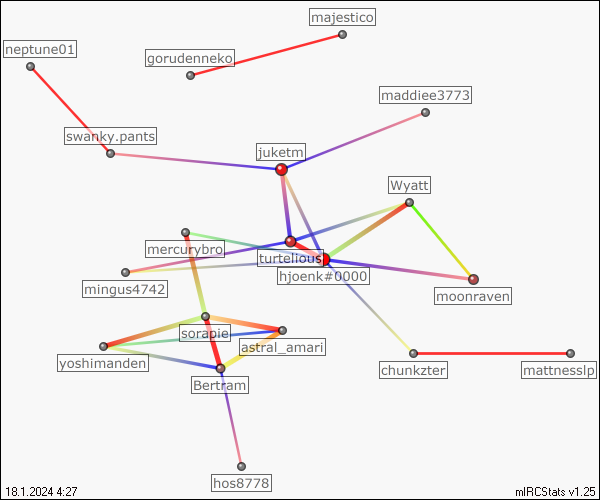 majestico
neptune01
gorudenneko
maddiee3773
swanky.pants
juketm
Wyatt
mercurybro
turtelious
hjoenk#0000
mingus4742
moonraven
sorapie
astral_amari
yoshimanden
chunkzter
mattnesslp
Bertram
hos8778
18.1.2024 4:27
mIRCStats v1.25